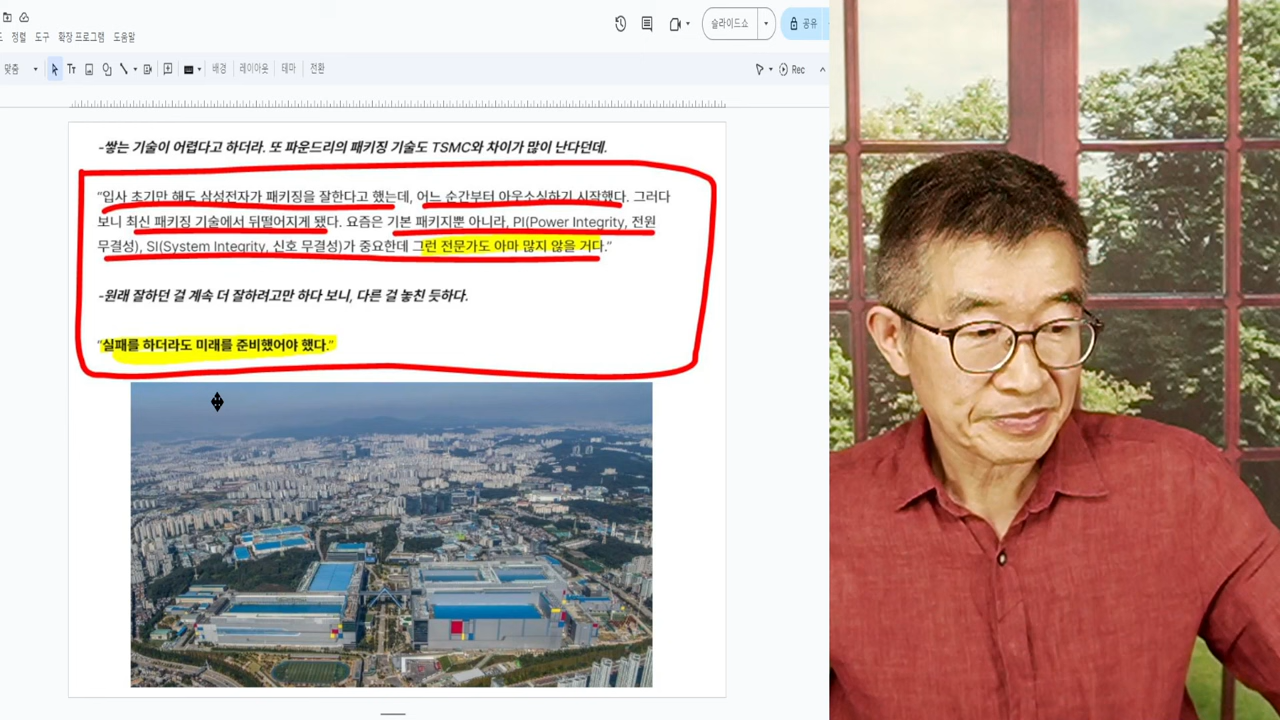 정렬 도구 확장 프로그램 도움말
슬라이드쇼
공유
맞춤
배경 레이아웃 테마 전환
Rec
-쌓는 기술이 어렵다고 하더라. 또 파운드리의 패키징 기술도 TSMC와 차이가 많이 난다던데.
“입사 초기만 해도 삼성전자가 패키징을 잘한다고 했는데, 어느 순간부터 아웃소싱하기 시작했다. 그러다
보니 최신 패키징 기술에서 뒤떨어지게 됐다. 요즘은 기본 패키지뿐 아니라, PI(Power Integrity, 전원
무결성), SI(System Integrity, 신호 무결성)가 중요한데 그런 전문가도 아마 많지 않을 거다.”
-원래 잘하던 걸 계속 더 잘하려고만 하다 보니, 다른 걸 놓친 듯하다.
“실패를 하더라도 미래를 준비했어야 했다.”